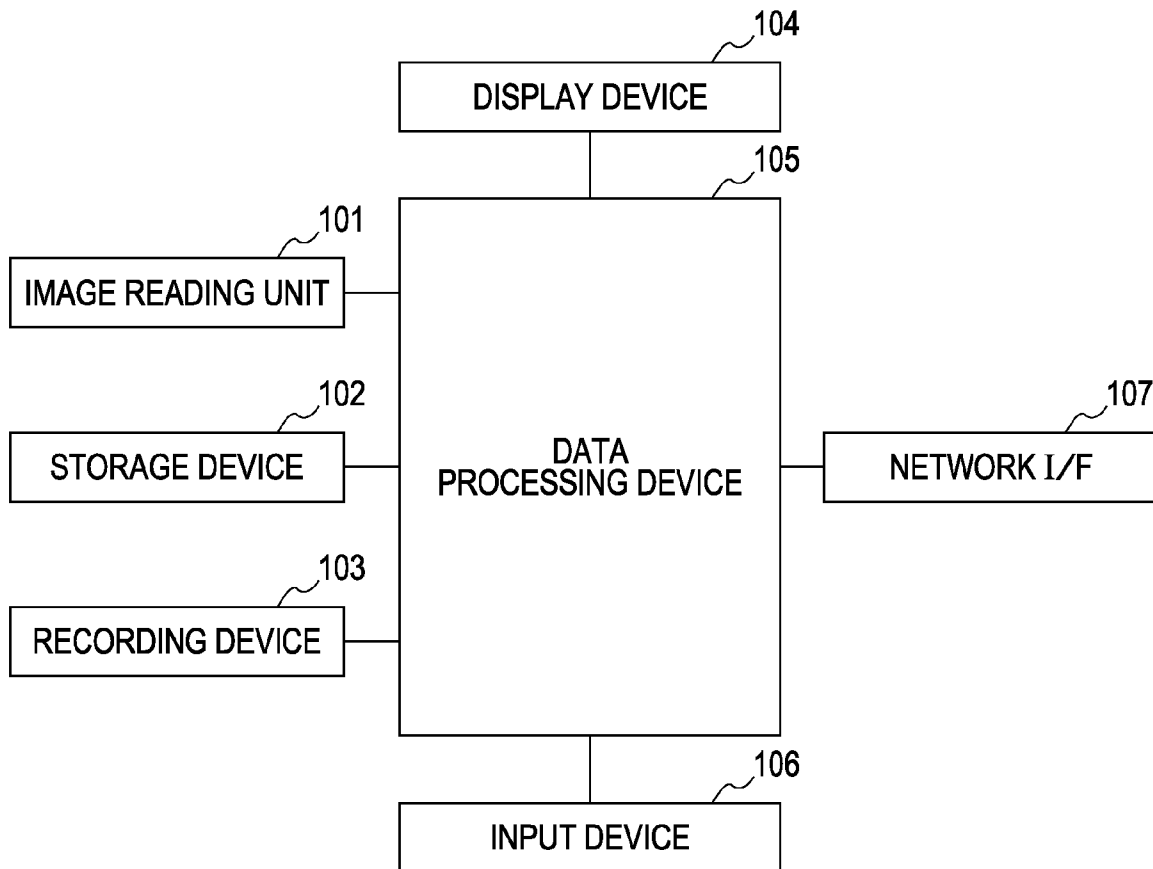 104
DISPLAY DEVICE
105
101
IMAGE READING UNIT
102
STORAGE DEVICE
103
RECORDING DEVICE
DATA
PROCESSING DEVICE
107
NETWORK I/F
106
INPUT DEVICE